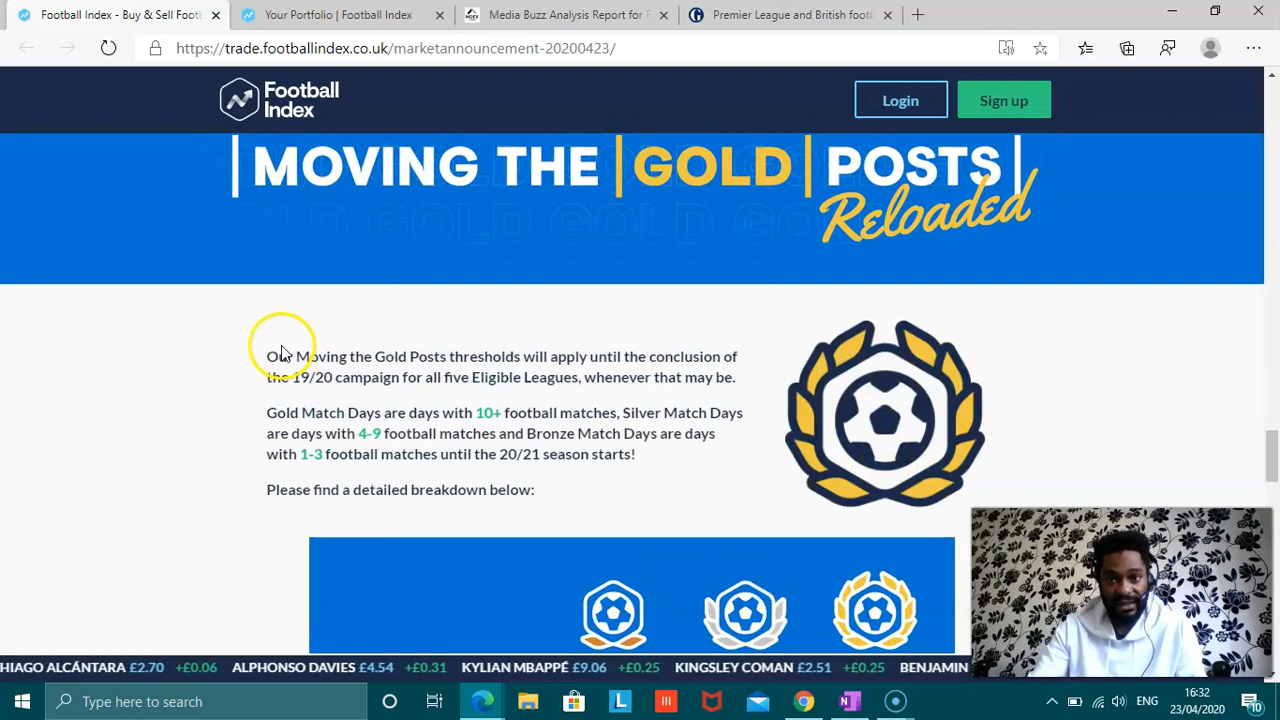 Football Index - Buy & Sell Footl
Your Portfolio | Football Index
Media Buzz Analysis Report for F
Premier League and British footb
https://trade.footballindex.co.uk/marketannouncement-20200423/
Football
Index
Login
Sign up
MOVING THE GOLD POSTS
Reloaded
Our Moving the Gold Posts thresholds will apply until the conclusion of
the 19/20 campaign for all five Eligible Leagues, whenever that may be.
Gold Match Days are days with 10+ football matches, Silver Match Days
are days with 4-9 football matches and Bronze Match Days are days
with 1-3 football matches until the 20/21 season starts!
Please find a detailed breakdown below:
HIAGO ALCÁNTARA £2.70 +£0.06 ALPHONSO DAVIES £4.54 +£0.31 KYLIAN MBAPPÉ £9.06 +£0.25 KINGSLEY COMAN £2.51 +£0.25 BENJAMIN
Type here to search
ENG
16:32
23/04/2020
10